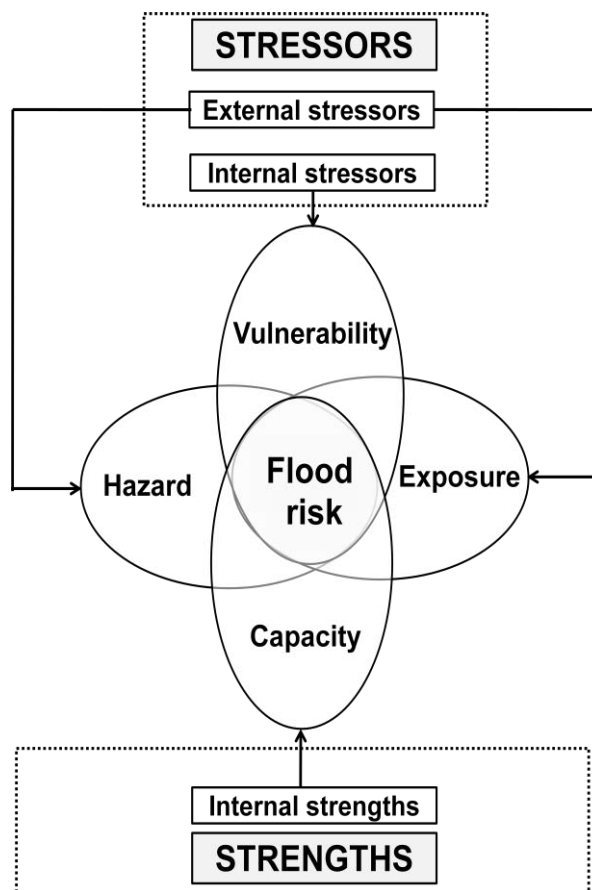 STRESSORS
External stressors
Internal stressors
Vulnerability
Hazard
Flood
risk
Exposure
Capacity
Internal strengths
STRENGTHS